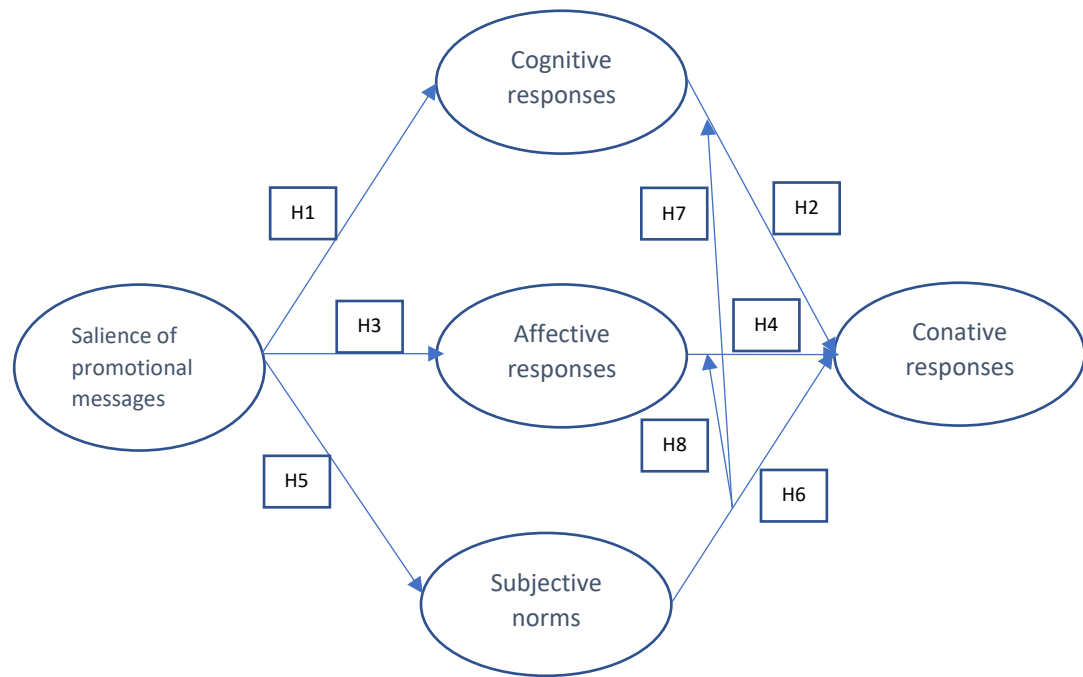 Cognitive
responses
H1
H7
H2
Salience of
promotional
messages
H3
Affective
responses
H4
Conative
responses
H5
H8
H6
Subjective
norms